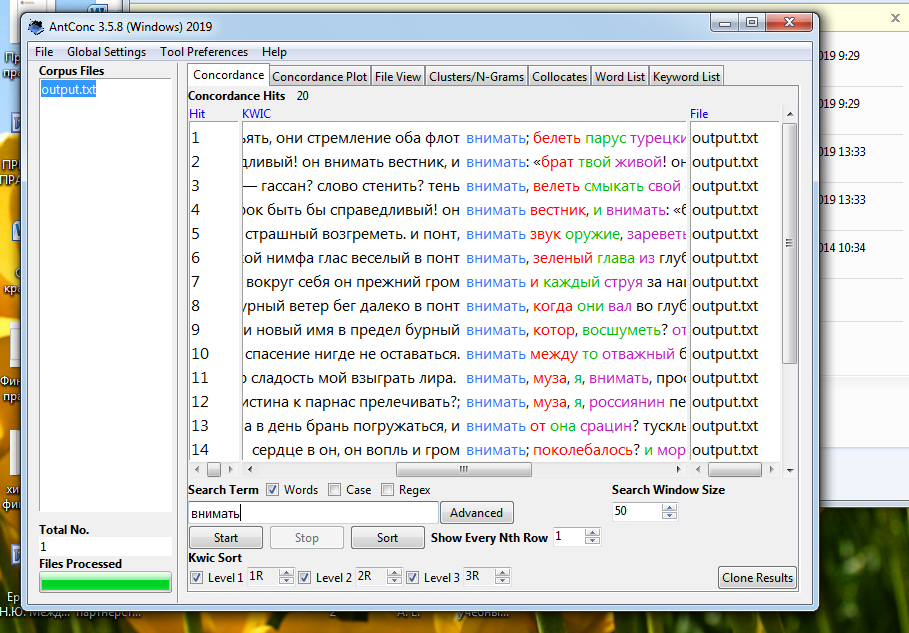 AntConc 3.5.8 (Windows) 2019
File Global Settings Tool Preferences Help
Corpus Files
output.txt
Concordance Concordance Plot File View Clusters/N-Grams Collocates Word List Keyword List
Concordance Hits 20
Hit KWIC File
1 ьять, они стремление оба флот внимать; белеть парус турецки output.txt
2 дливый! он внимать вестник, и внимать: «брат твой живой! он output.txt
3 — гассан? слово стенить? тень внимать, велеть смыкать свой output.txt
4 рок быть бы справедливый! он внимать вестник, и внимать: «б output.txt
5 страшный возгреметь. и понт, внимать звук оружие, зареветь output.txt
6 ой нимфа глас веселый в понт внимать, зеленый глава из глуб output.txt
7 вокруг себя он прежний гром внимать и каждый струя за на output.txt
8 урный ветер бег далеко в понт внимать, когда они вал во глуб output.txt
9 и новый имя в предел бурный внимать, котор, восшуметь? от output.txt
10 спасение нигде не оставаться. внимать между то отважный б output.txt
11 о сладость мой взыграть лира. внимать, муза, я, внимать, прос output.txt
12 истина к парнас прелечивать?; внимать, муза, я, россиянин пе output.txt
13 а в день брань погружаться, и внимать от она срацин? тускль output.txt
14 сердце в он, он вопль и гром внимать; поколебалось? и мор output.txt
Search Term Words Case Regex Search Window Size
внимать Advanced 50
Start Stop Sort Show Every Nth Row 1
Kwic Sort
Level 1 1R Level 2 2R Level 3 3R Clone Results
Total No.
1
Files Processed
019 9:29
019 9:29
019 13:33
019 13:33
014 10:34